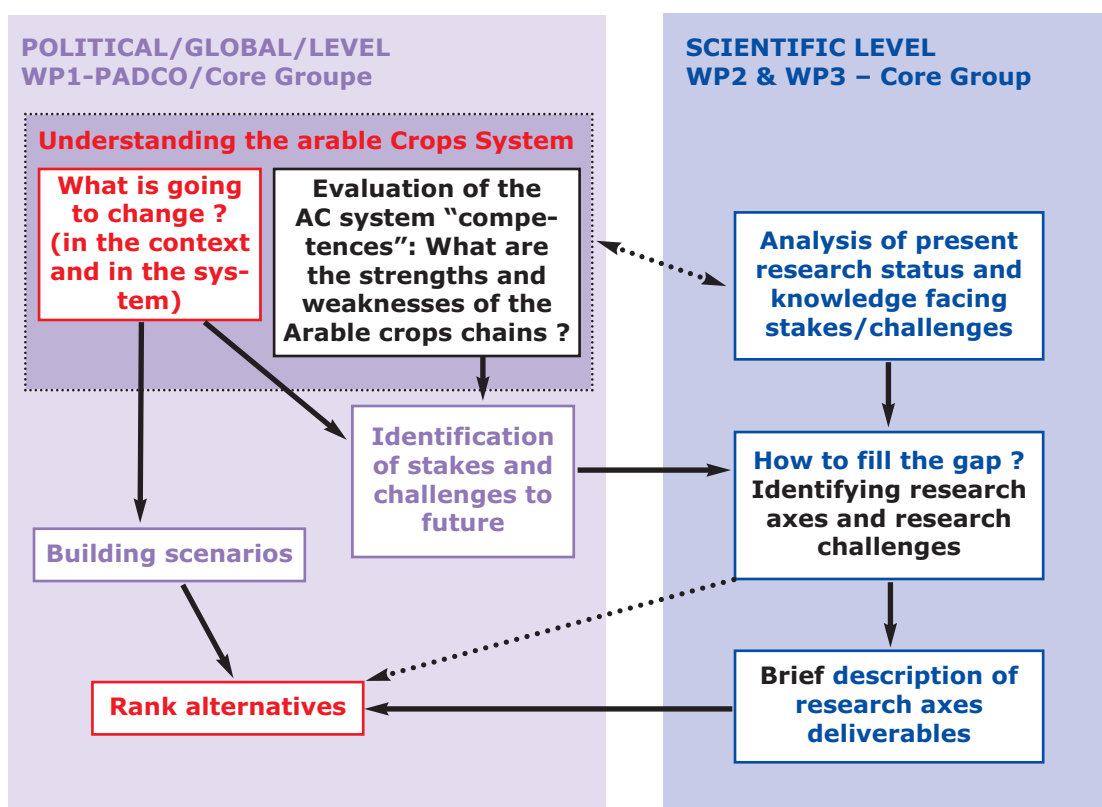 POLITICAL/GLOBAL/LEVEL
WP1-PADCO/Core Groupe
Understanding the arable Crops System
What is going
to change ?
(in the context
and in the sys-
tem)
Evaluation of the
AC system “compe-
tences”: What are
the strengths and
weaknesses of the
Arable crops chains ?
Identification
of stakes and
challenges to
future
Building scenarios
Rank alternatives
SCIENTIFIC LEVEL
WP2 & WP3 – Core Group
Analysis of present
research status and
knowledge facing
stakes/challenges
How to fill the gap ?
Identifying research
axes and research
challenges
Brief description of
research axes
deliverables